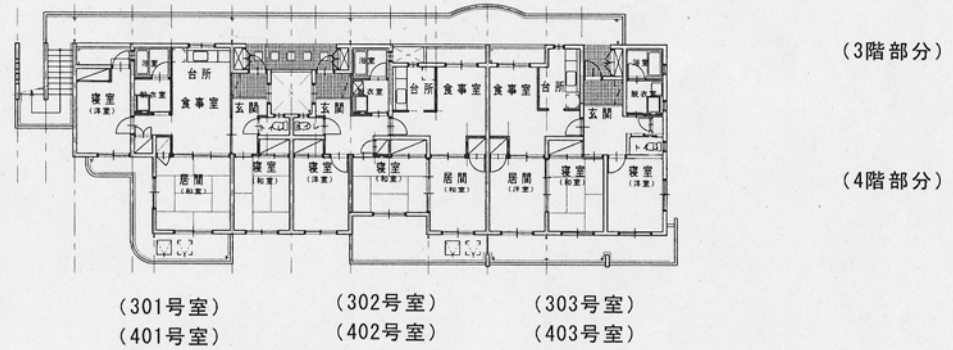 (3階部分)
浴室
台所
浴室
浴室
脱衣室
脱衣室
台所
食事室
食事室
台所
脱衣室
寝室
(洋室)
食事室
玄関
玄関
玄関
(4階部分)
居間
(和室)
寝室
(和室)
寝室
(洋室)
寝室
(和室)
居間
(和室)
居間
(洋室)
寝室
(和室)
寝室
(洋室)
(301号室)
(302号室)
(303号室)
(401号室)
(402号室)
(403号室)